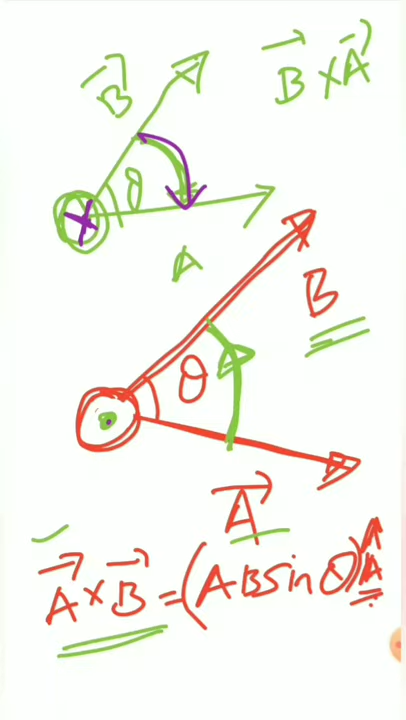 B⃗ B⃗ × A⃗
θ
A
B
θ
A⃗
A⃗ × B⃗ = (AB sin θ) Â